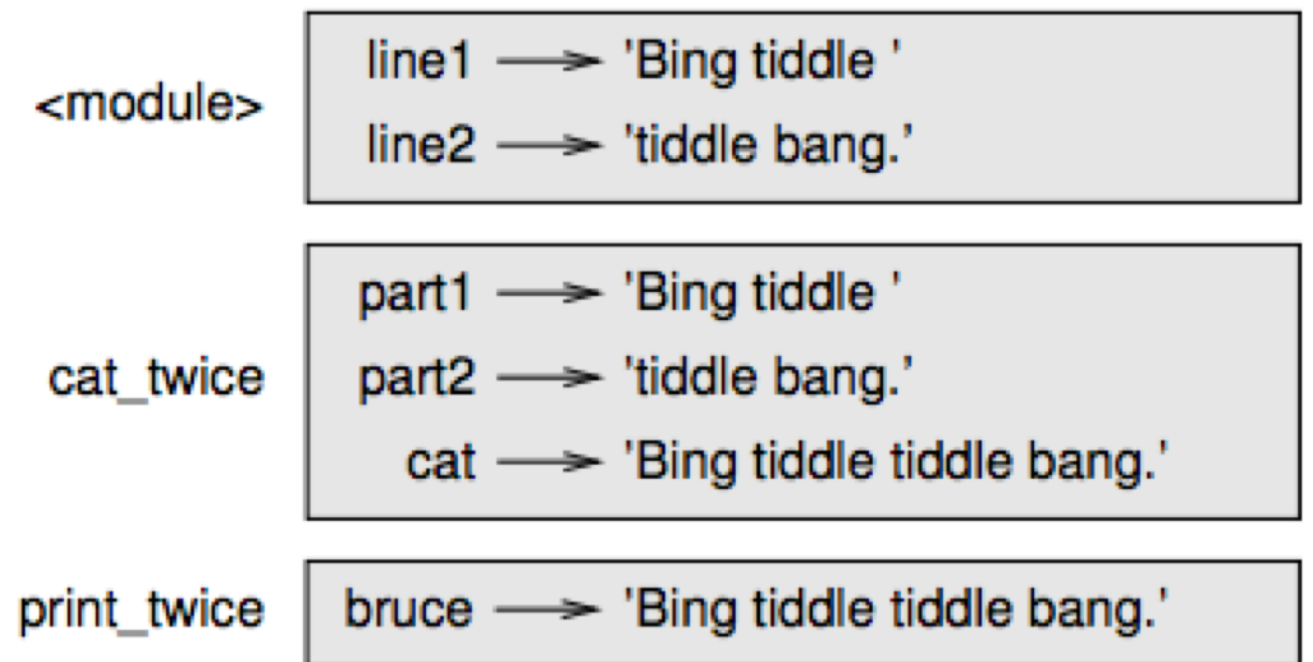 <module>
line1 → 'Bing tiddle '
line2 → 'tiddle bang.'
cat_twice
part1 → 'Bing tiddle '
part2 → 'tiddle bang.'
cat → 'Bing tiddle tiddle bang.'
print_twice
bruce → 'Bing tiddle tiddle bang.'